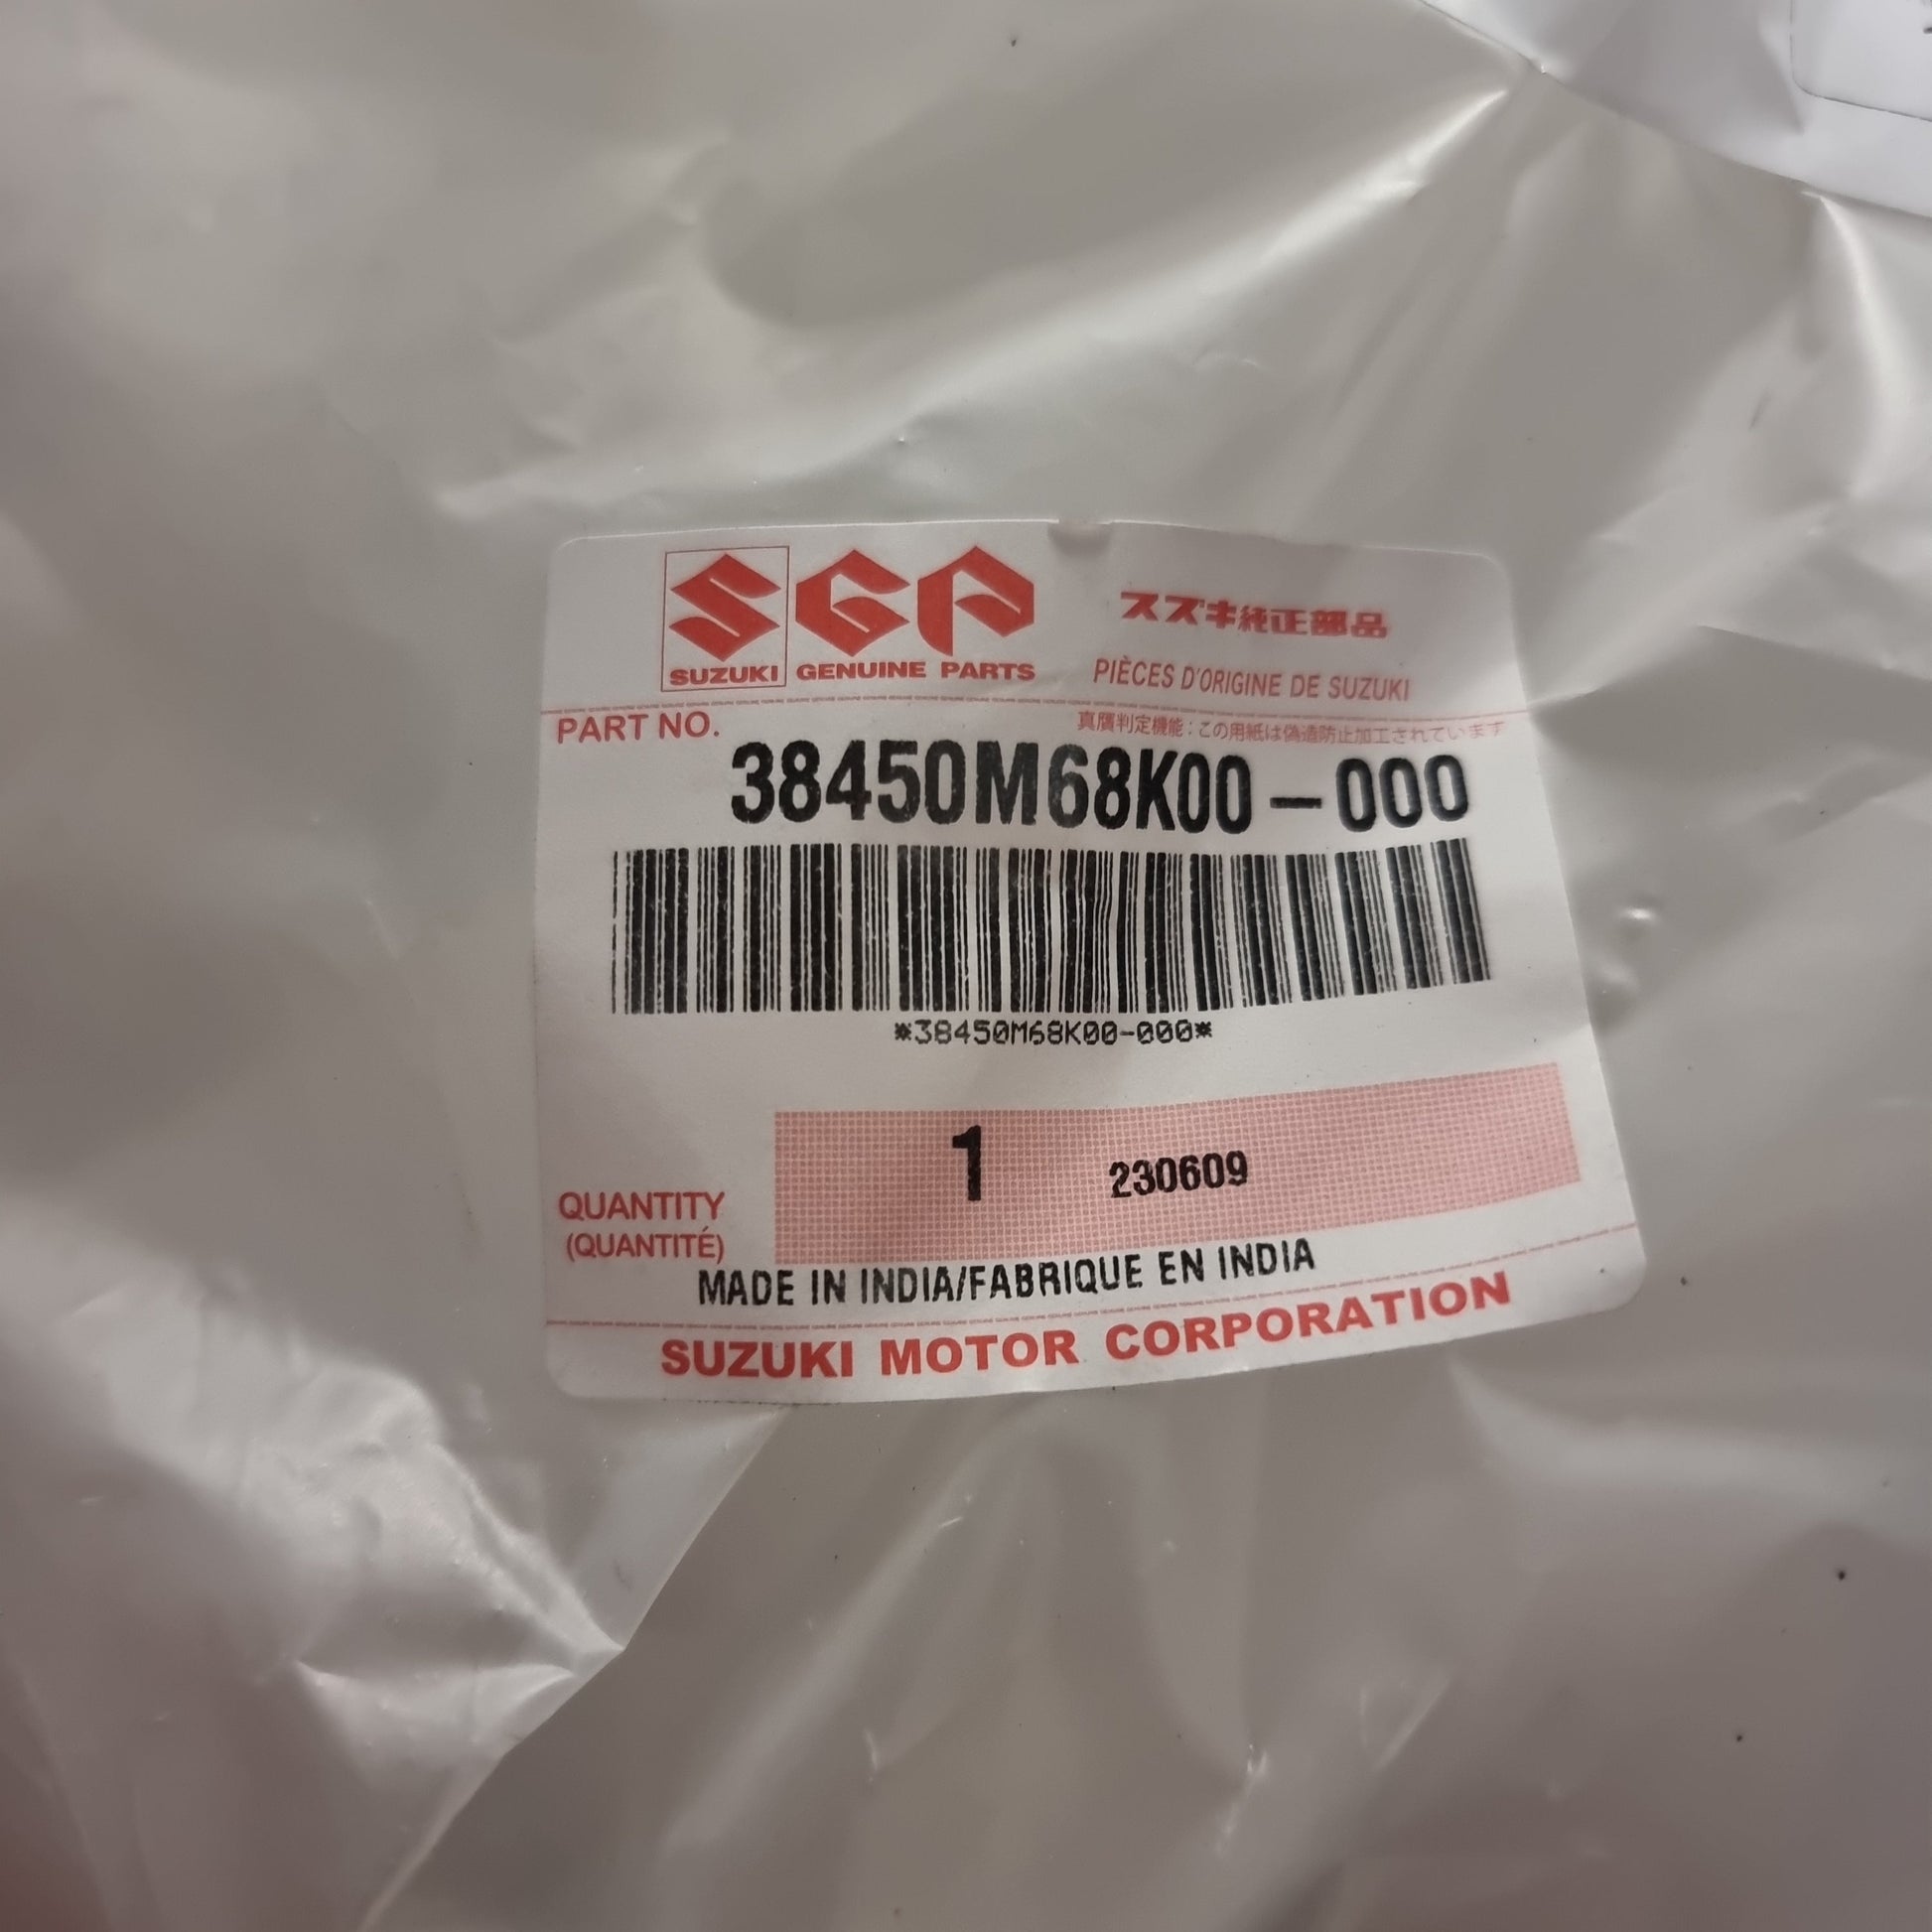 SGP
SUZUKI GENUINE PARTS
スズキ純正部品
PIÈCES D'ORIGINE DE SUZUKI
PART NO.
真贋判定機能:この用紙は偽造防止加工されています
38450M68K00-000
*38450M68K00-000*
1 230609
QUANTITY
(QUANTITÉ)
MADE IN INDIA/FABRIQUE EN INDIA
SUZUKI MOTOR CORPORATION